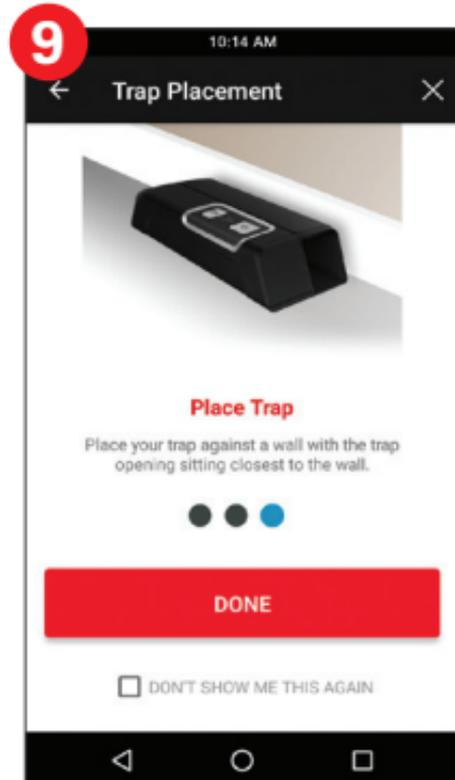 9
10:14 AM
Trap Placement
Place Trap
Place your trap against a wall with the trap
opening sitting closest to the wall.
DONE
DON'T SHOW ME THIS AGAIN